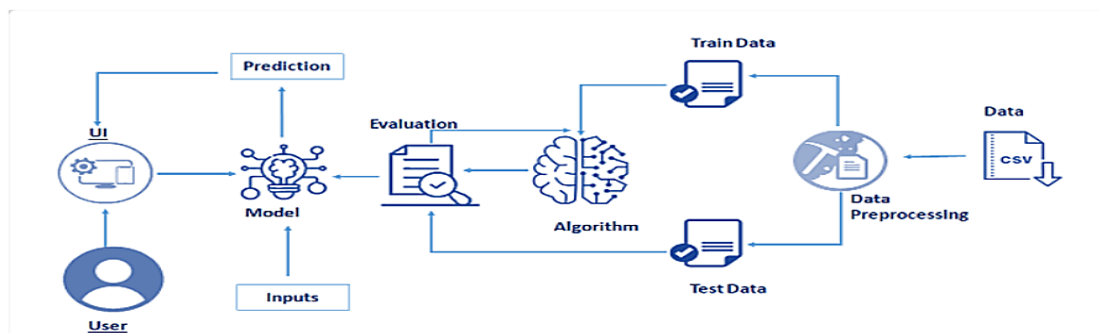 Train Data
Prediction
Data
Evaluation
UI
CSV
Model
Data
Preprocessing
Algorithm
Inputs
Test Data
User